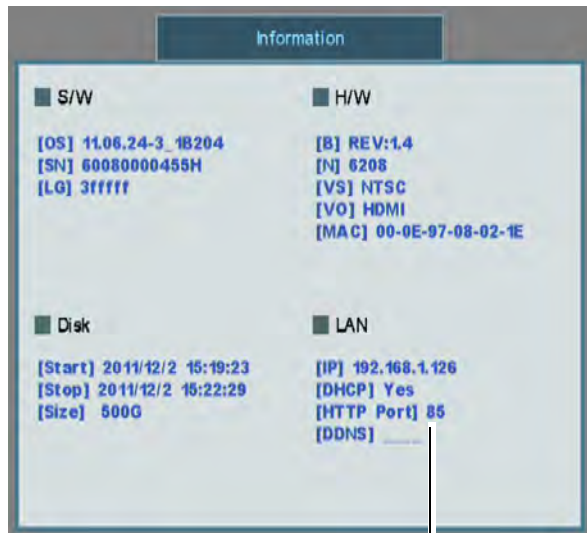 Information
S/W
[OS] 11.06.24-3_1B204
[SN] 60080000455H
[LG] 3fffff
H/W
[B] REV:1.4
[N] 6208
[VS] NTSC
[VO] HDMI
[MAC] 00-0E-97-08-02-1E
Disk
[Start] 2011/12/2 15:19:23
[Stop] 2011/12/2 15:22:29
[Size] 500G
LAN
[IP] 192.168.1.126
[DHCP] Yes
[HTTP Port] 85
[DDNS] _____